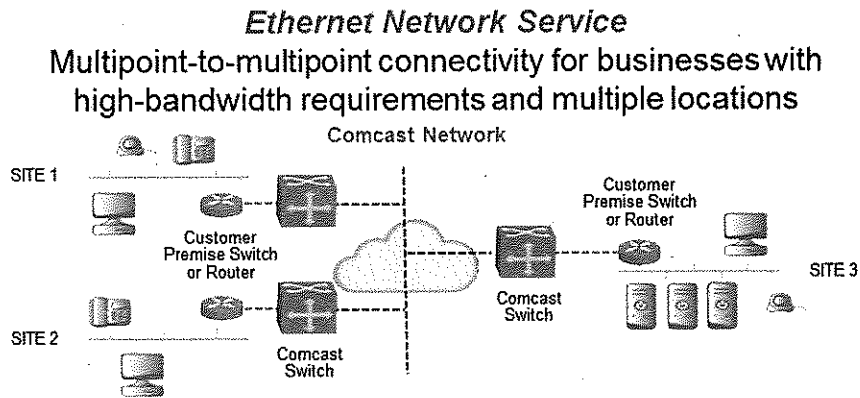 Ethernet Network Service
Multipoint-to-multipoint connectivity for businesses with
high-bandwidth requirements and multiple locations
Comcast Network
SITE 1
Customer
Premise Switch
or Router
Customer
Premise Switch
or Router
SITE 3
Comcast
Switch
SITE 2
Comcast
Switch